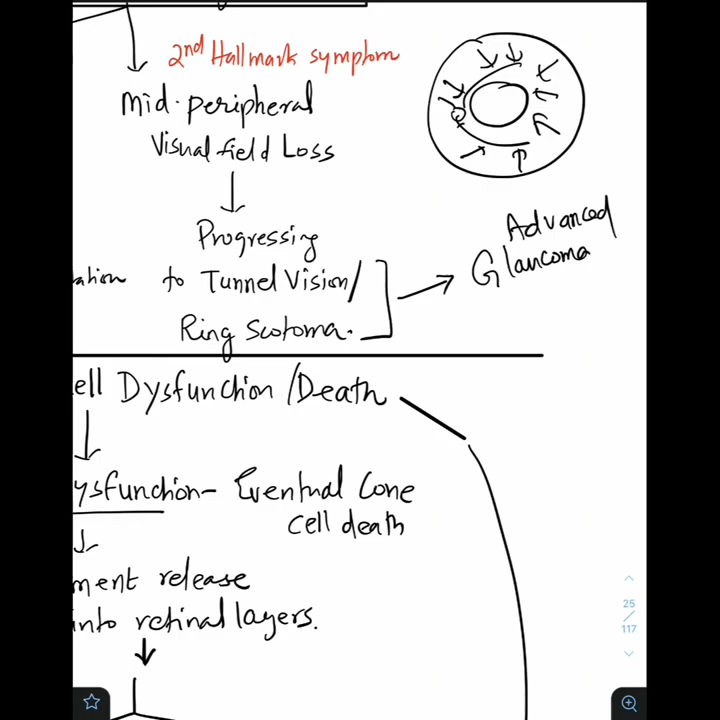 2nd Hallmark symptom
Mid-peripheral
Visual field Loss
Progressing
ation to Tunnel Vision/
Ring Scotoma.
Advanced
Glaucoma
ell Dysfunction/Death
ysfunction- Eventual Cone
cell death
ment release
into retinal layers.
25
/
117